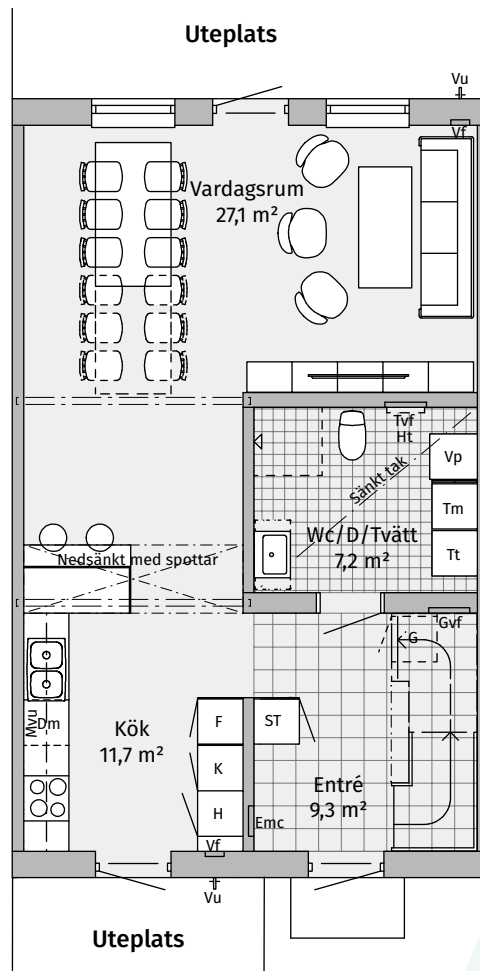 Uteplats
Vu
Vf
Vardagsrum
27,1 m²
Tvf
Ht
Vp
Sänkt tak
Tm
Wc/D/Tvätt
7,2 m²
Tt
Nedsänkt med spottar
Gvf
G
Mvu
Dm
Kök
11,7 m²
F
ST
K
Entré
9,3 m²
H
Emc
Vf
Vu
Uteplats